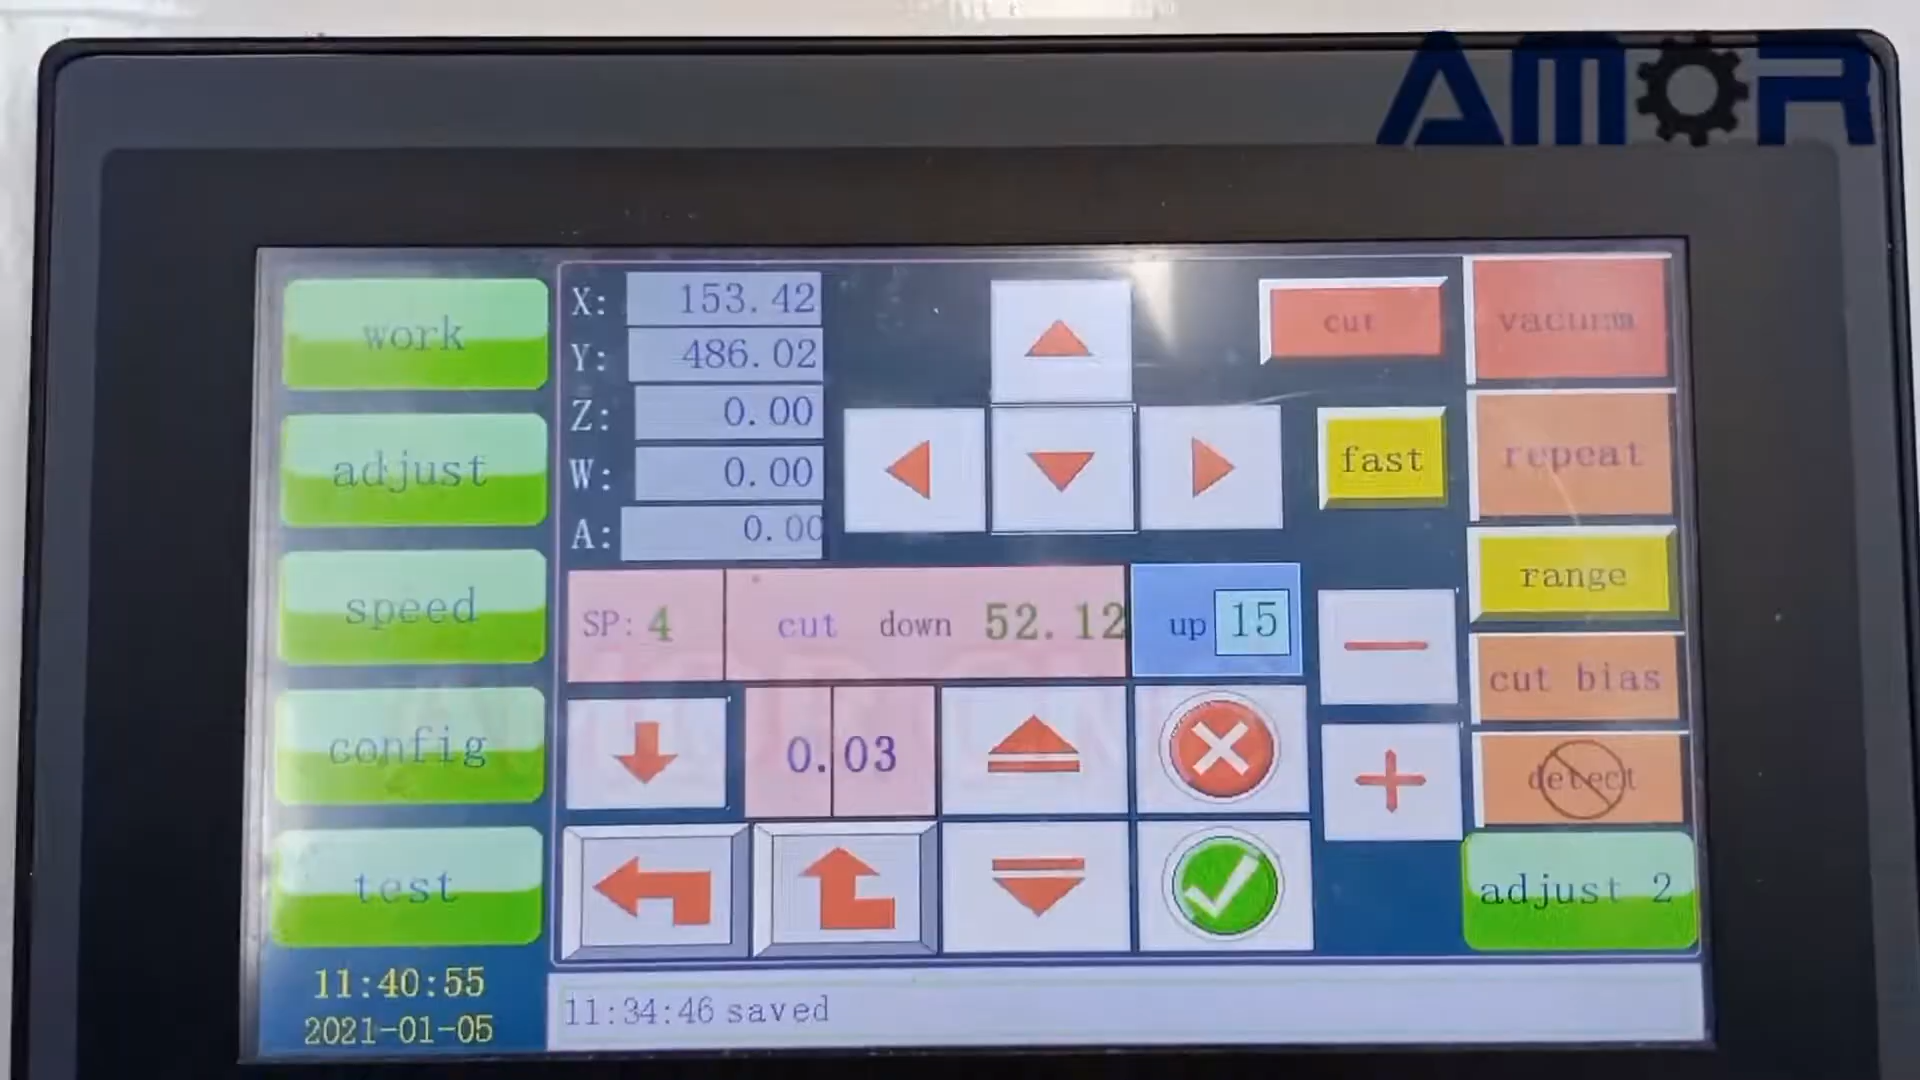 AMOR
work
adjust
speed
config
test
11:40:55
2021-01-05
X: 153.42
Y: 486.02
Z: 0.00
W: 0.00
A: 0.00
cut
fast
SP: 4
cut down 52.12
up 15
0.03
vacuum
repeat
range
cut bias
detect
adjust 2
11:34:46 saved